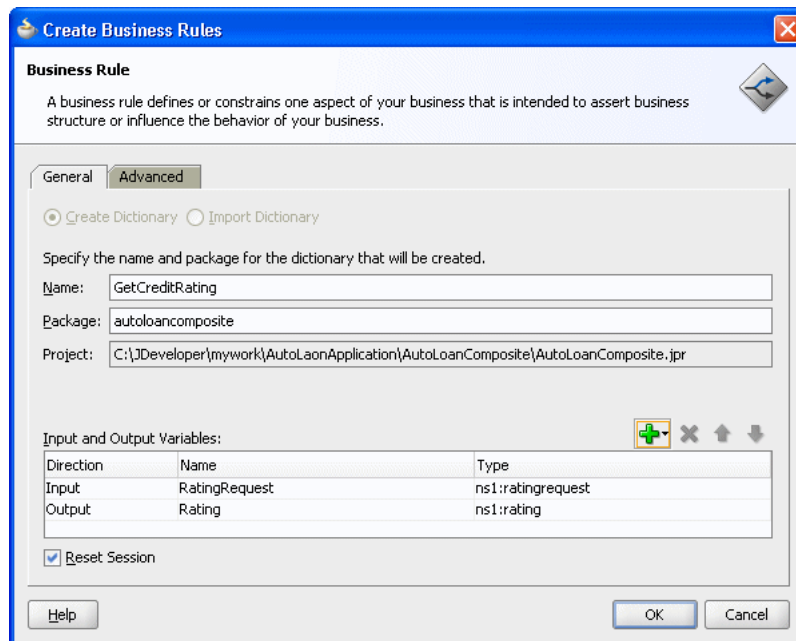 Create Business Rules
Business Rule
A business rule defines or constrains one aspect of your business that is intended to assert business
structure or influence the behavior of your business.
General Advanced
Create Dictionary Import Dictionary
Specify the name and package for the dictionary that will be created.
Name: GetCreditRating
Package: autoloancomposite
Project: C:\JDeveloper\mywork\AutoLaonApplication\AutoLoanComposite\AutoLoanComposite.jpr
Input and Output Variables:
Direction Name Type
Input RatingRequest ns1:ratingrequest
Output Rating ns1:rating
Reset Session
Help OK Cancel